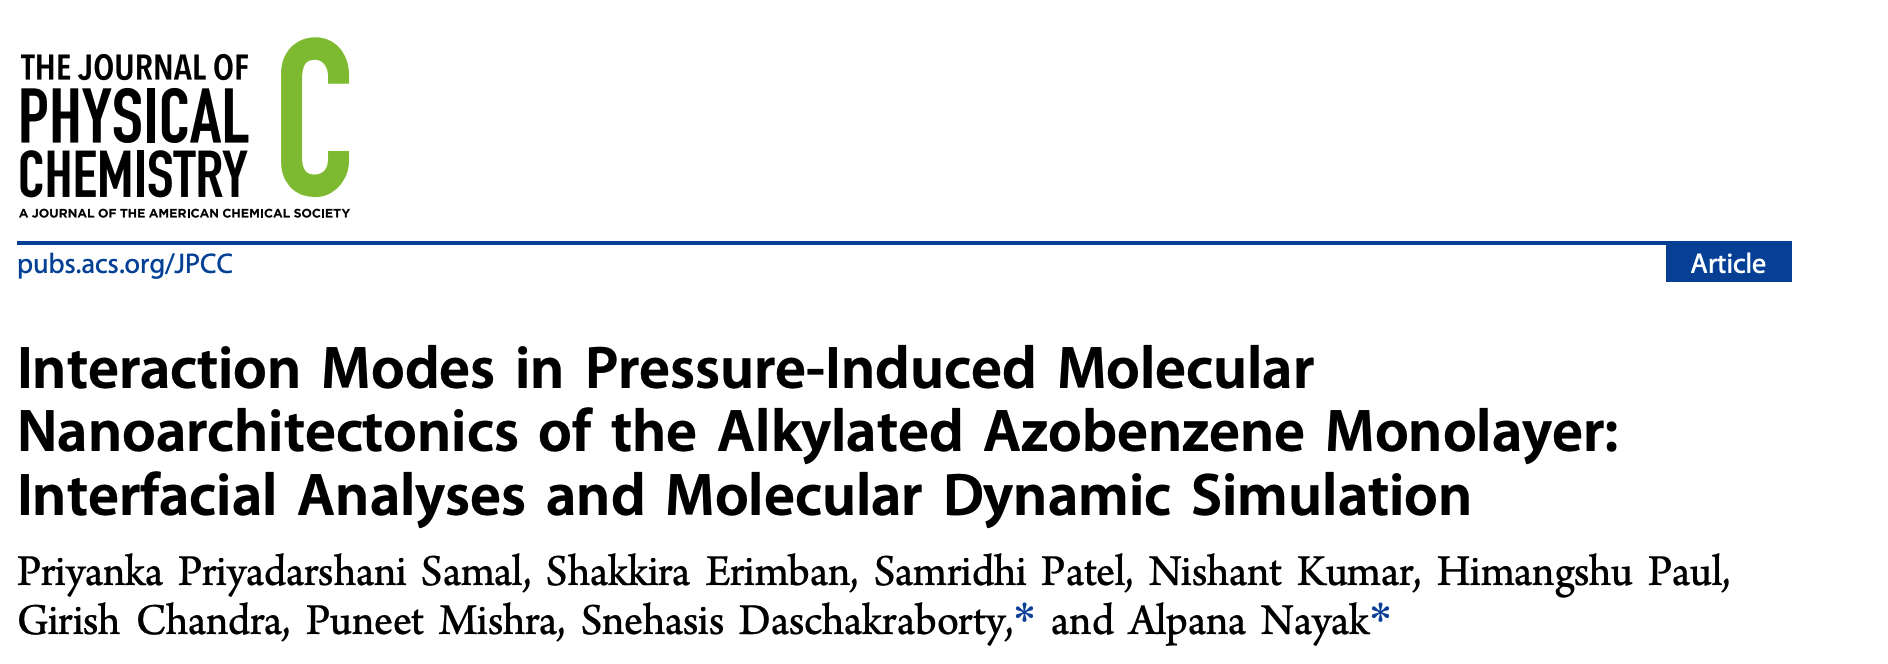 THE JOURNAL OF
PHYSICAL
CHEMISTRY
C
A JOURNAL OF THE AMERICAN CHEMICAL SOCIETY
pubs.acs.org/JPCC
Article
Interaction Modes in Pressure-Induced Molecular
Nanoarchitectonics of the Alkylated Azobenzene Monolayer:
Interfacial Analyses and Molecular Dynamic Simulation
Priyanka Priyadarshani Samal, Shakkira Erimban, Samridhi Patel, Nishant Kumar, Himangshu Paul,
Girish Chandra, Puneet Mishra, Snehasis Daschakraborty,* and Alpana Nayak*